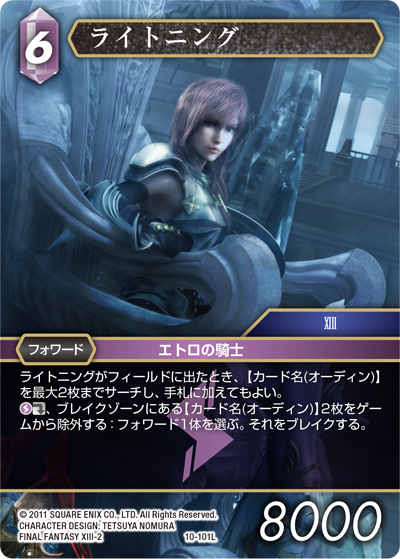 6
ライトニング
XIII
フォワード
エトロの騎士
ライトニングがフィールドに出たとき、【カード名(オーディン)】
を最大2枚までサーチし、手札に加えてもよい。
、ブレイクゾーンにある【カード名(オーディン)】2枚をゲー
ムから除外する：フォワード1体を選ぶ。それをブレイクする。
© 2011 SQUARE ENIX CO., LTD. All Rights Reserved.
CHARACTER DESIGN: TETSUYA NOMURA
FINAL FANTASY XIII-2
10-101L
8000